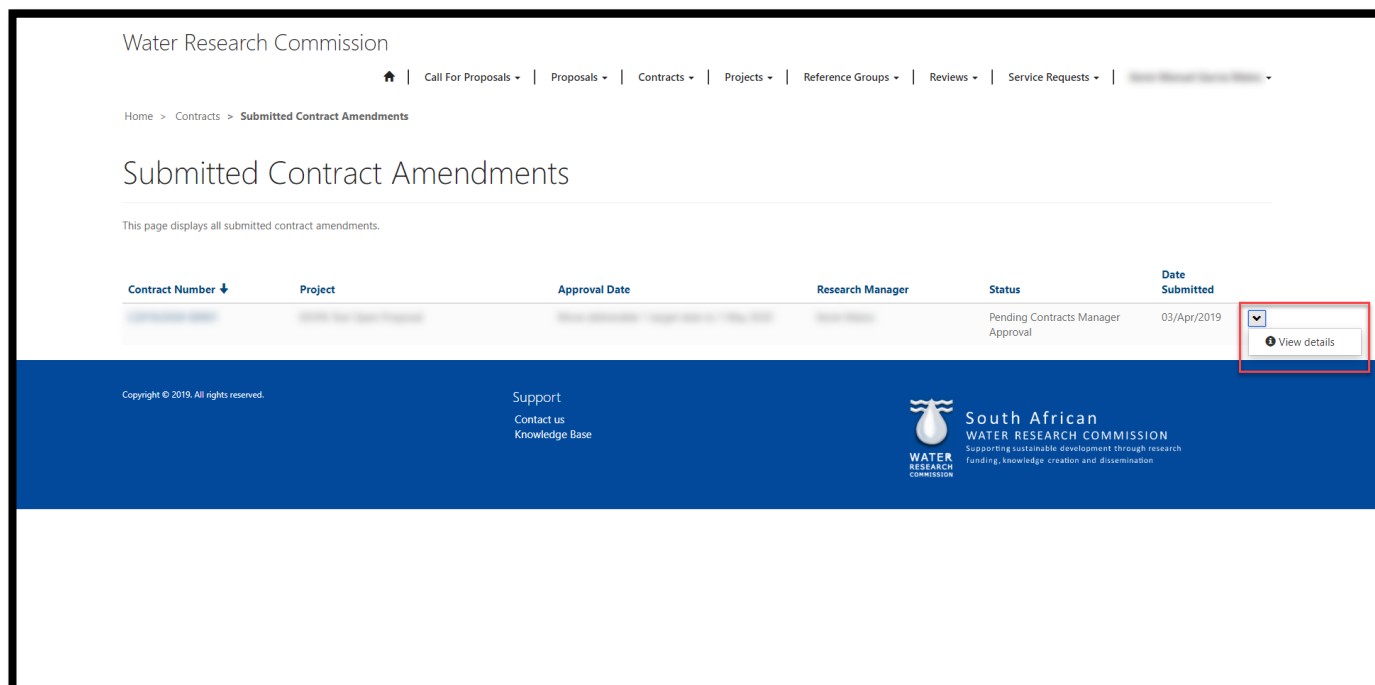 Water Research Commission
Call For Proposals
Proposals
Contracts
Projects
Reference Groups
Reviews
Service Requests
Home > Contracts > Submitted Contract Amendments
Submitted Contract Amendments
This page displays all submitted contract amendments.
Contract Number
Project
Approval Date
Research Manager
Status
Date
Submitted
Pending Contracts Manager
Approval
03/Apr/2019
View details
Copyright © 2019. All rights reserved.
Support
Contact us
Knowledge Base
WATER
RESEARCH
COMMISSION
South African
WATER RESEARCH COMMISSION
Supporting sustainable development through research
funding, knowledge creation and dissemination